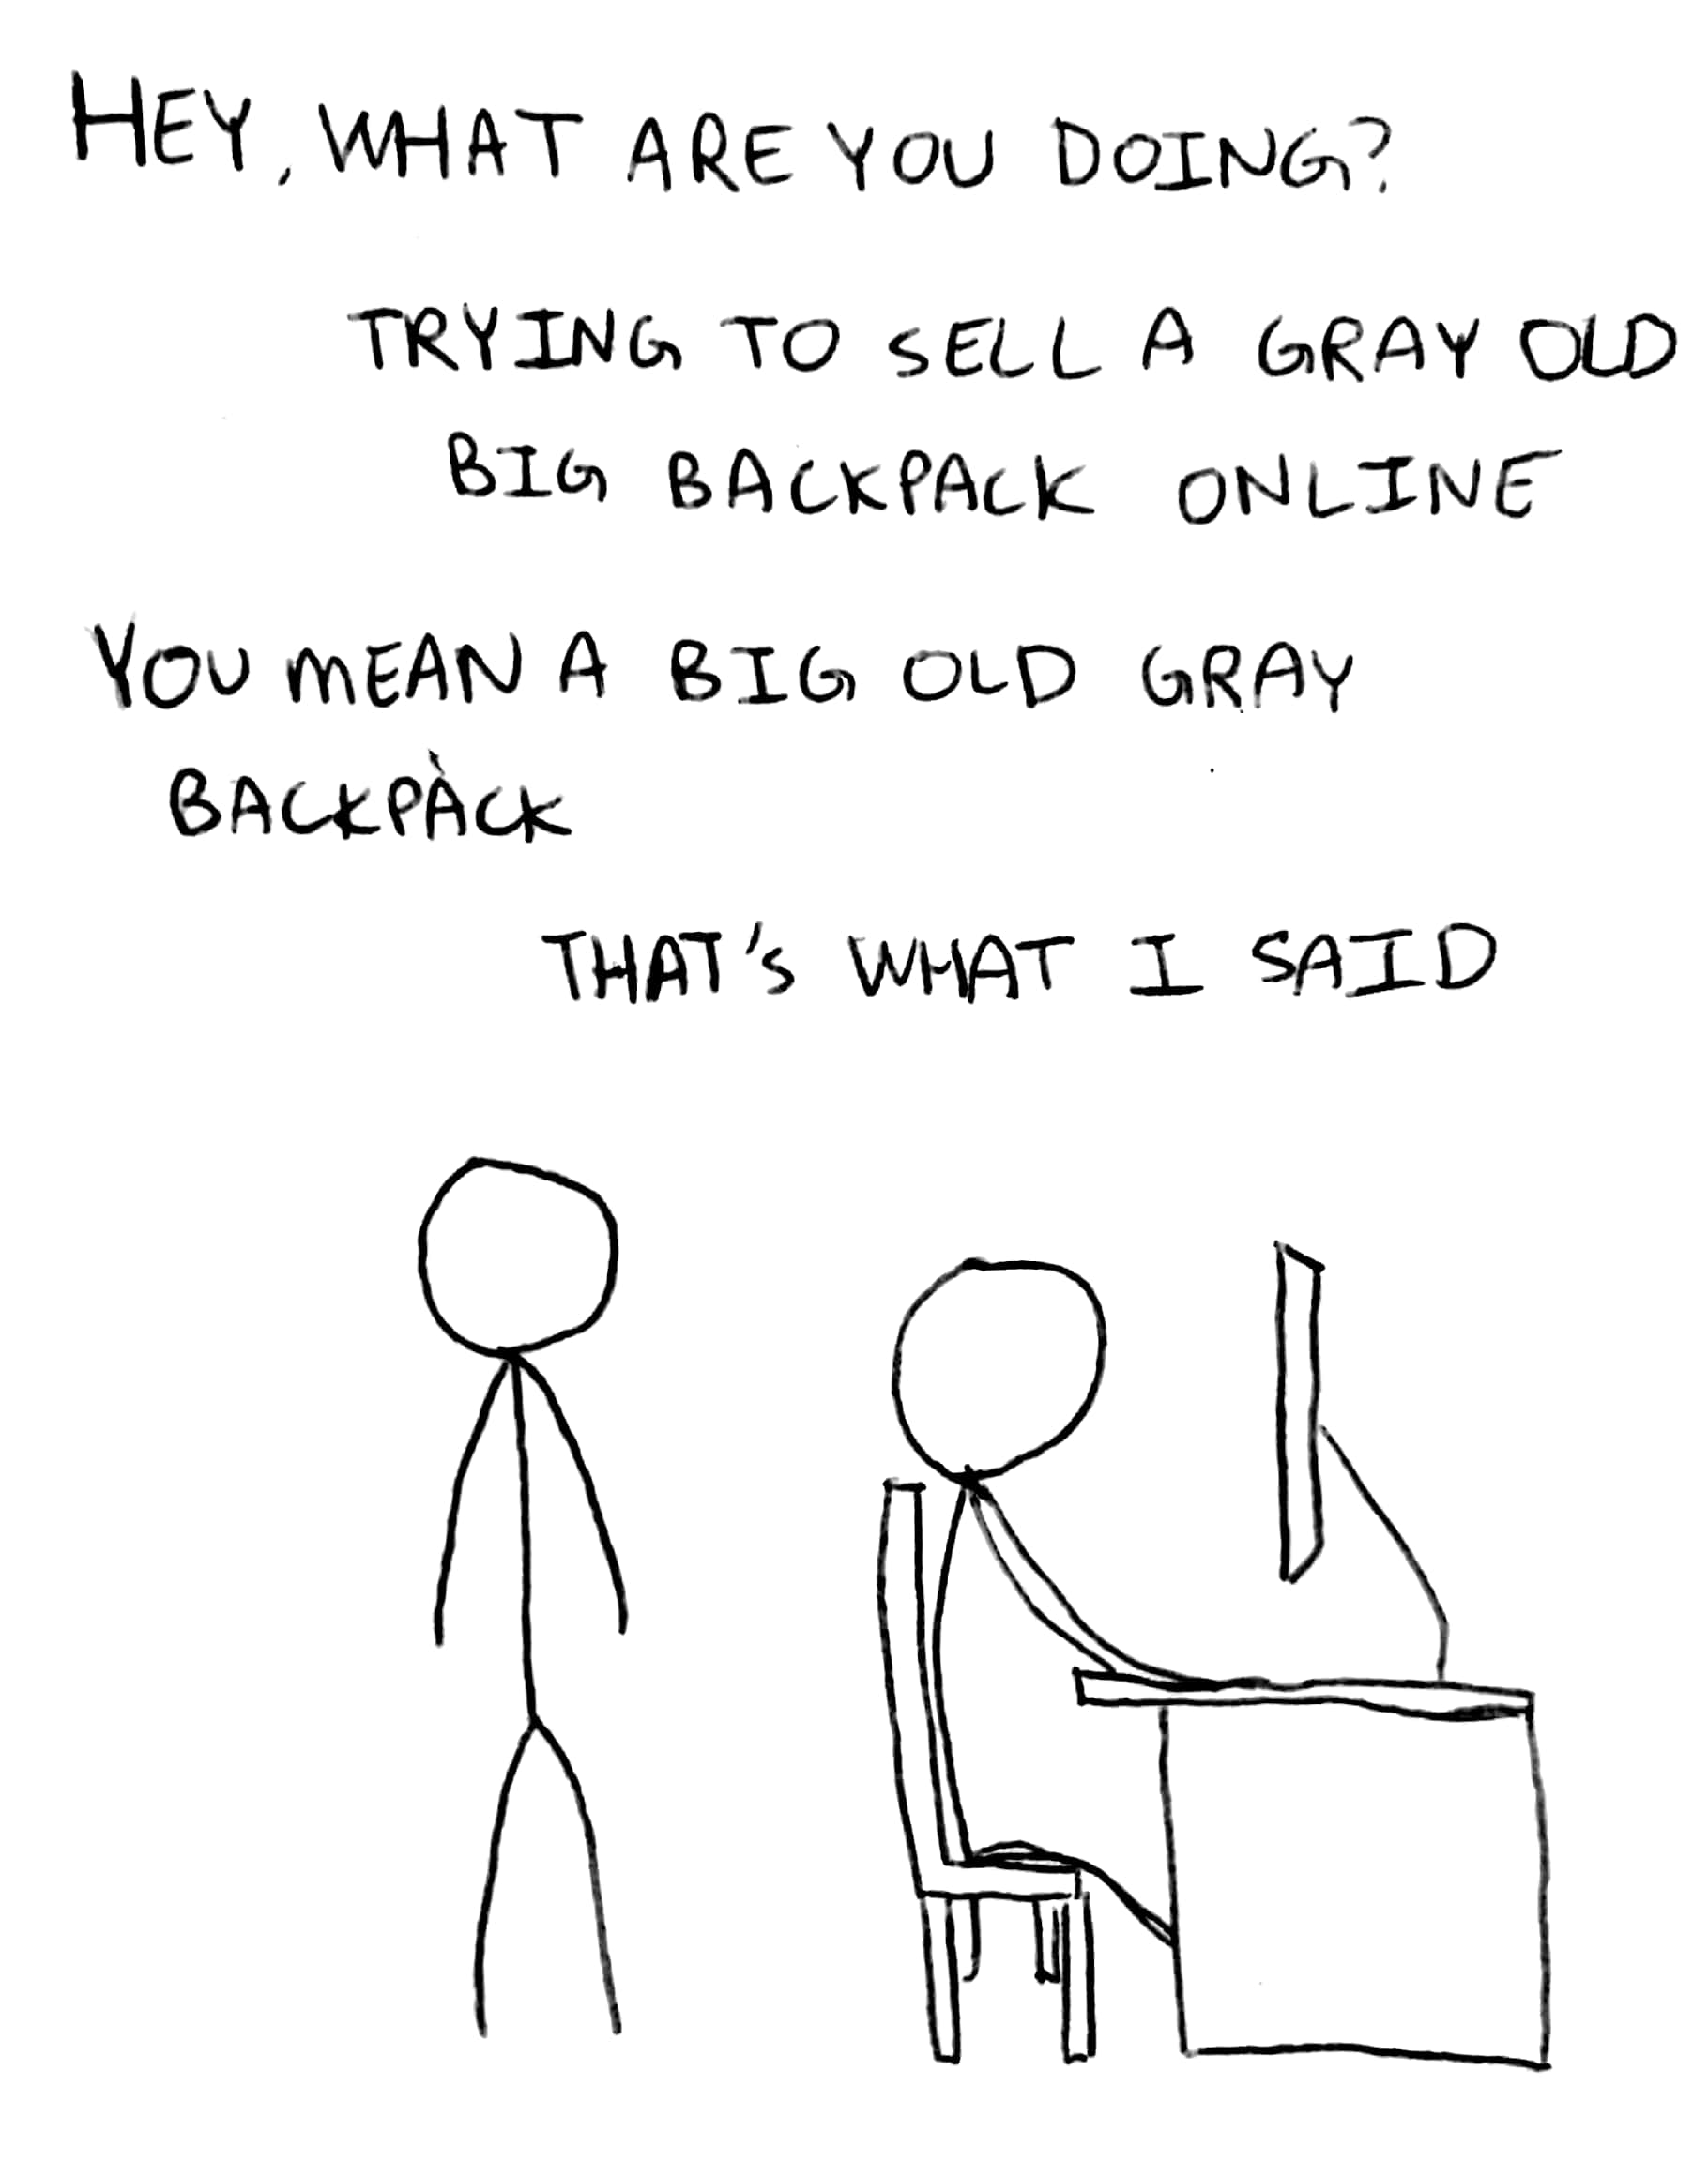 HEY, WHAT ARE YOU DOING?
TRYING TO SELL A GRAY OLD
BIG BACKPACK ONLINE
YOU MEAN A BIG OLD GRAY
BACKPÀCK
THAT'S WHAT I SAID